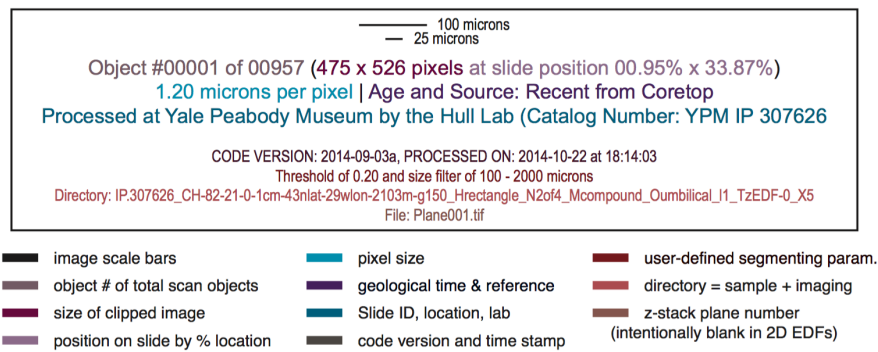 100 microns
25 microns
Object #00001 of 00957 (475 x 526 pixels at slide position 00.95% x 33.87%)
1.20 microns per pixel | Age and Source: Recent from Coretop
Processed at Yale Peabody Museum by the Hull Lab (Catalog Number: YPM IP 307626
CODE VERSION: 2014-09-03a, PROCESSED ON: 2014-10-22 at 18:14:03
Threshold of 0.20 and size filter of 100 - 2000 microns
Directory: IP.307626_CH-82-21-0-1cm-43nlat-29wlon-2103m-g150_Hrectangle_N2of4_Mcompound_Oumbilical_I1_TzEDF-0_X5
File: Plane001.tif
image scale bars
object # of total scan objects
size of clipped image
position on slide by % location
pixel size
geological time & reference
Slide ID, location, lab
code version and time stamp
user-defined segmenting param.
directory = sample + imaging
z-stack plane number
(intentionally blank in 2D EDFs)